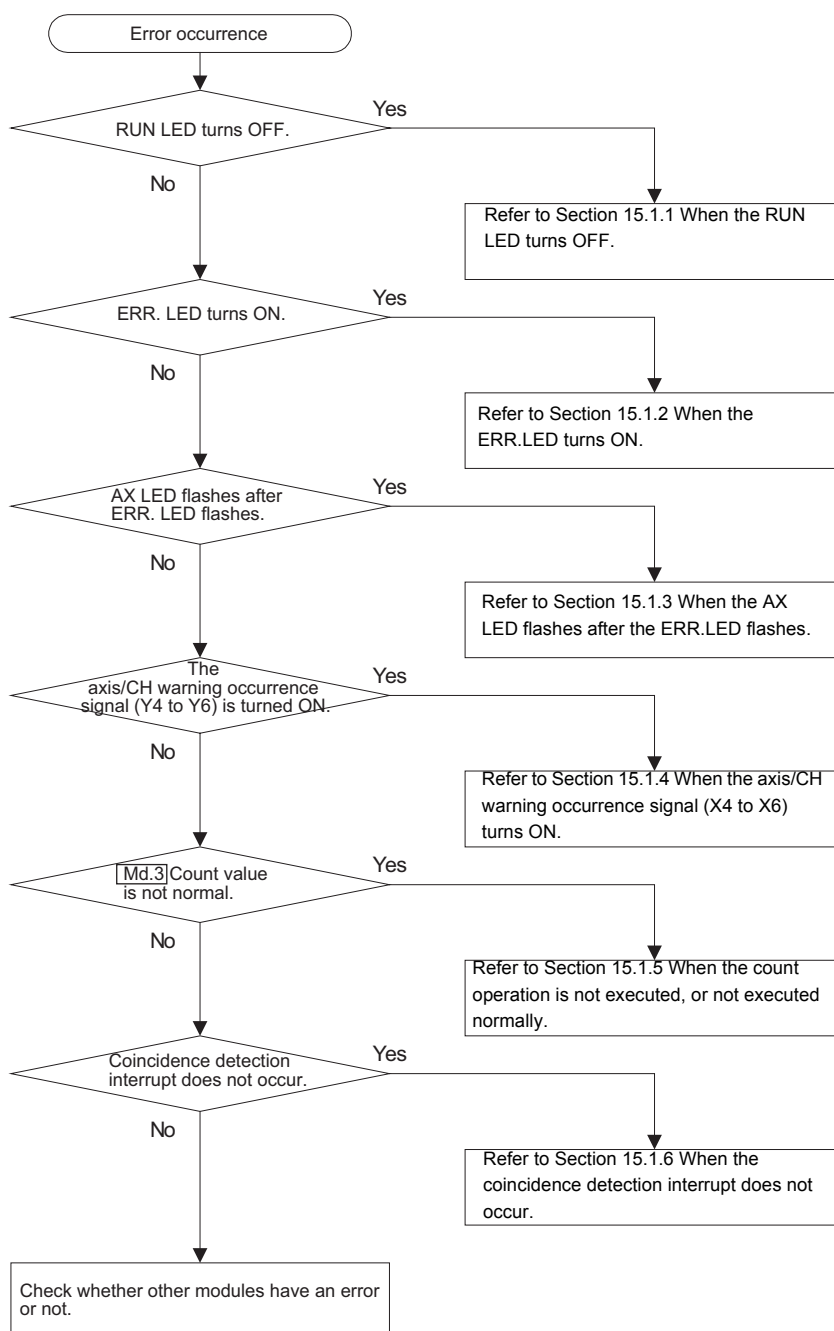 Error occurrence
RUN LED turns OFF.
Yes
No
Refer to Section 15.1.1 When the RUN
LED turns OFF.
ERR. LED turns ON.
Yes
No
Refer to Section 15.1.2 When the
ERR.LED turns ON.
AX LED flashes after
ERR. LED flashes.
Yes
No
Refer to Section 15.1.3 When the AX
LED flashes after the ERR.LED flashes.
The
axis/CH warning occurrence
signal (Y4 to Y6) is turned ON.
Yes
No
Refer to Section 15.1.4 When the axis/CH
warning occurrence signal (X4 to X6)
turns ON.
Md.3 Count value
is not normal.
Yes
No
Refer to Section 15.1.5 When the count
operation is not executed, or not executed
normally.
Coincidence detection
interrupt does not occur.
Yes
No
Refer to Section 15.1.6 When the
coincidence detection interrupt does not
occur.
Check whether other modules have an error
or not.